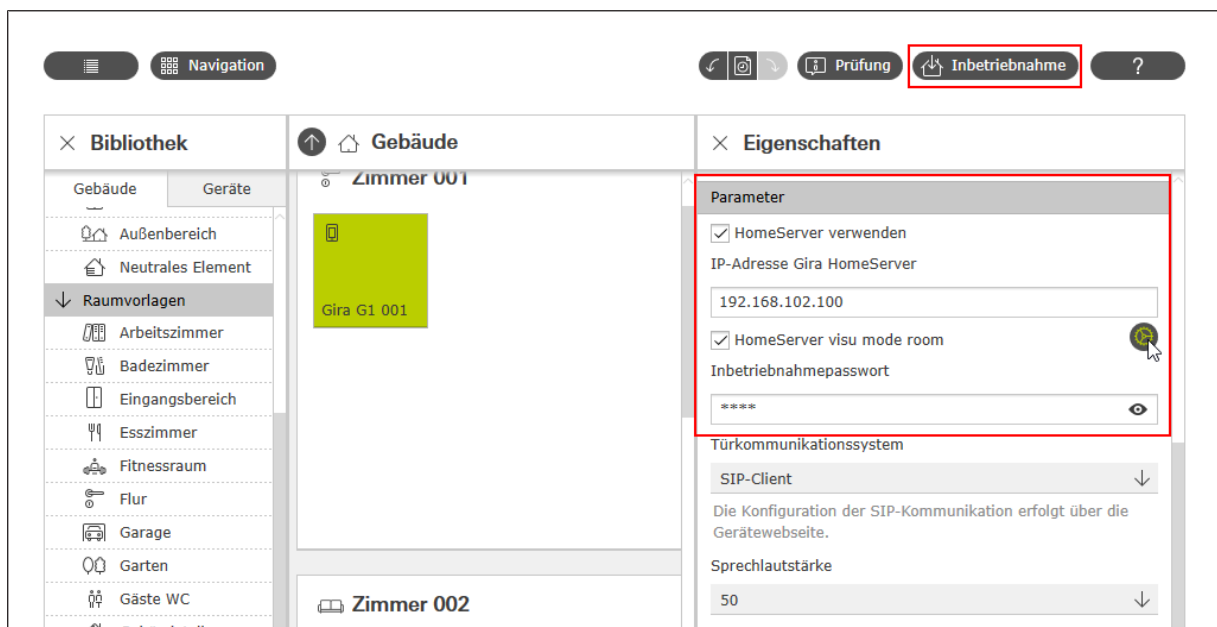 Navigation
Prüfung
Inbetriebnahme
?
Bibliothek
Gebäude
Geräte
Außenbereich
Neutrales Element
Raumvorlagen
Arbeitszimmer
Badezimmer
Eingangsbereich
Esszimmer
Fitnessraum
Flur
Garage
Garten
Gäste WC
Gebäude
Zimmer 001
Gira G1 001
Zimmer 002
Eigenschaften
Parameter
HomeServer verwenden
IP-Adresse Gira HomeServer
192.168.102.100
HomeServer visu mode room
Inbetriebnahmepasswort
****
Türkommunikationssystem
SIP-Client
Die Konfiguration der SIP-Kommunikation erfolgt über die
Gerätewebseite.
Sprechlautstärke
50